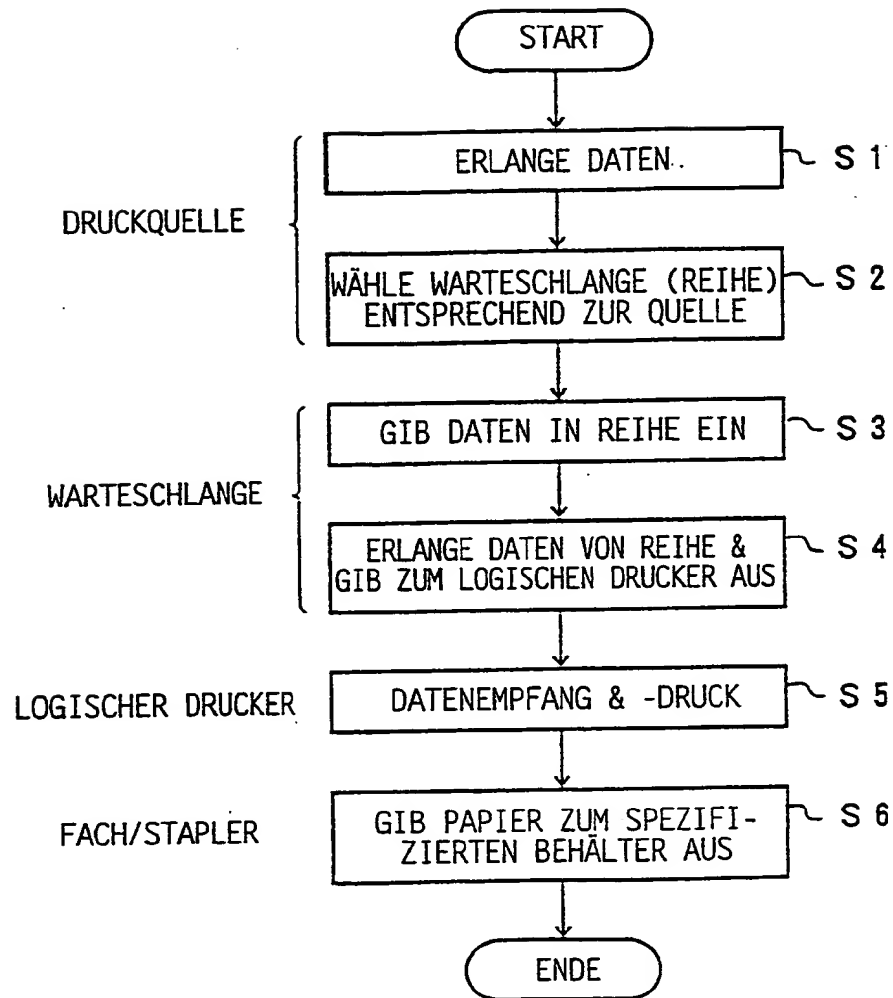 START
ERLANGE DATEN..
S 1
DRUCKQUELLE
WÄHLE WARTESCHLANGE (REIHE)
ENTSPRECHEND ZUR QUELLE
S 2
GIB DATEN IN REIHE EIN
S 3
WARTESCHLANGE
ERLANGE DATEN VON REIHE &
GIB ZUM LOGISCHEN DRUCKER AUS
S 4
LOGISCHER DRUCKER
DATENEMPFANG & -DRUCK
S 5
FACH/STAPLER
GIB PAPIER ZUM SPEZIFI-
ZIERTEN BEHÄLTER AUS
S 6
ENDE